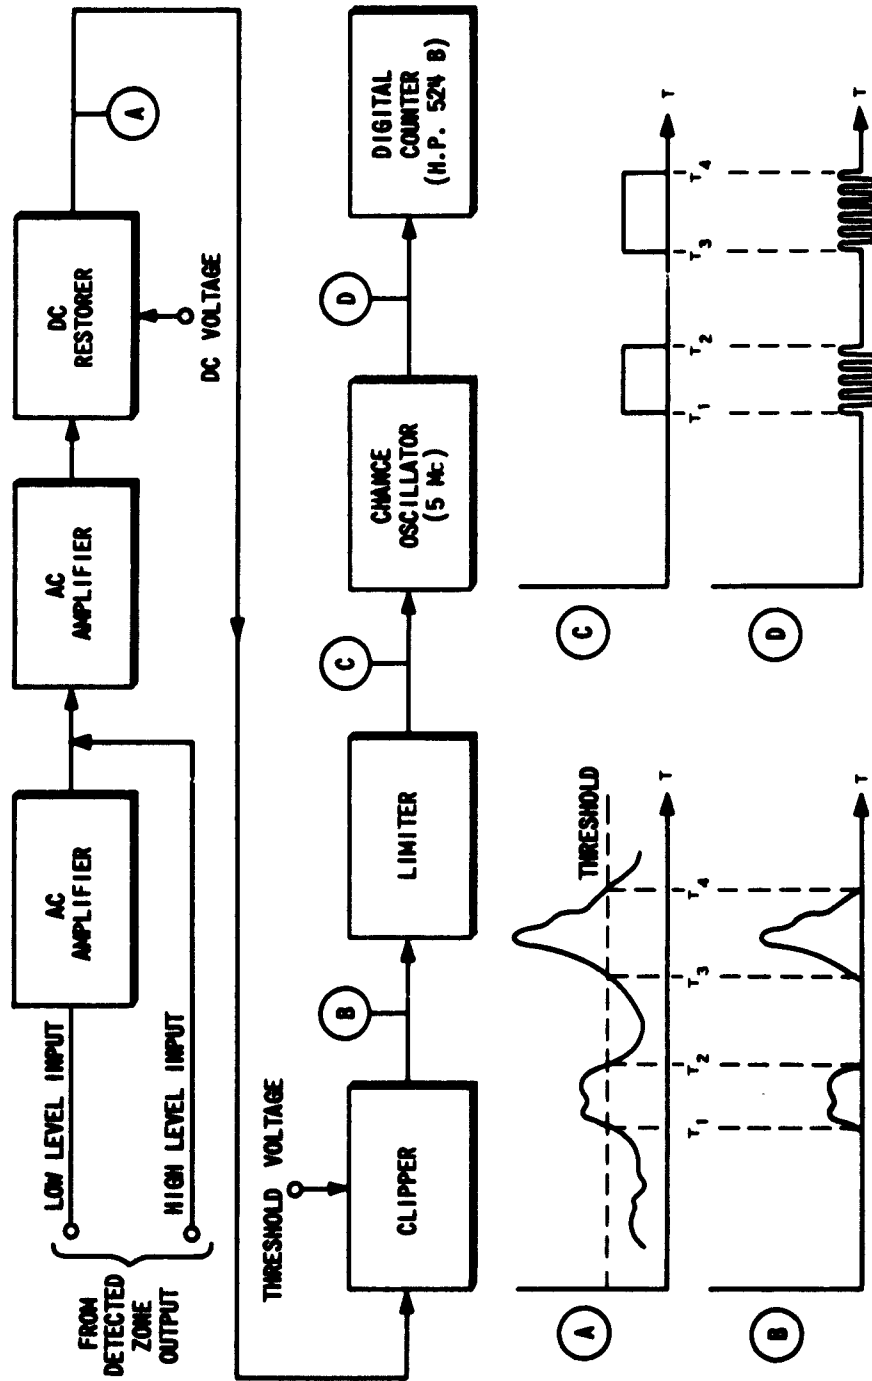 FROM
DETECTED
ZONE
OUTPUT
LOW LEVEL INPUT
HIGH LEVEL INPUT
AC
AMPLIFIER
AC
AMPLIFIER
DC
RESTORER
DC VOLTAGE
A
THRESHOLD VOLTAGE
CLIPPER
B
LIMITER
C
CHANCE
OSCILLATOR
(5 Mc)
D
DIGITAL
COUNTER
(H.P. 524 B)
A
THRESHOLD
T
T1 T2 T3 T4
B
T
C
T
T1 T2 T3 T4
D
T